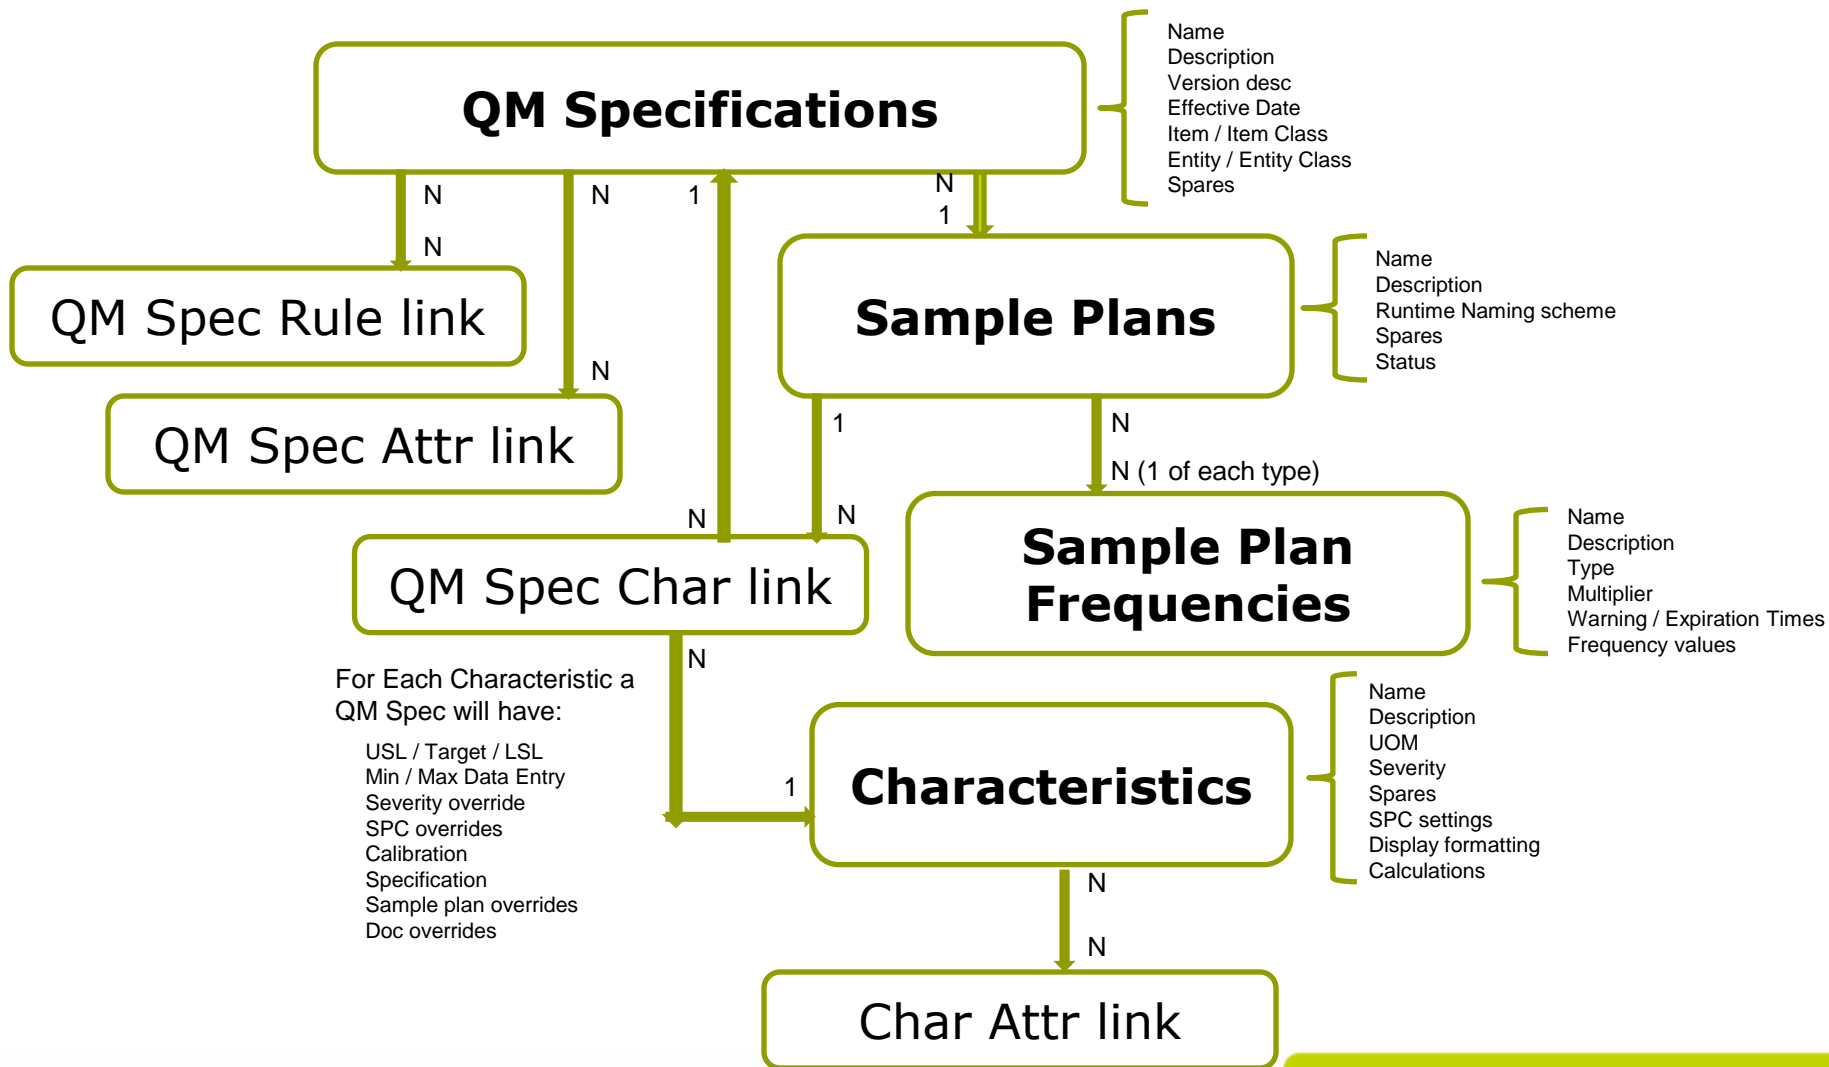 Name
Description
Version desc
Effective Date
Item / Item Class
Entity / Entity Class
Spares
QM Specifications
N
N
1
N
1
N
N
QM Spec Rule link
Sample Plans
Name
Description
Runtime Naming scheme
Spares
Status
N
QM Spec Attr link
1
N
N (1 of each type)
N
N
QM Spec Char link
Sample Plan
Frequencies
Name
Description
Type
Multiplier
Warning / Expiration Times
Frequency values
N
For Each Characteristic a
QM Spec will have:
USL / Target / LSL
Min / Max Data Entry
Severity override
SPC overrides
Calibration
Specification
Sample plan overrides
Doc overrides
1
Characteristics
Name
Description
UOM
Severity
Spares
SPC settings
Display formatting
Calculations
N
N
Char Attr link